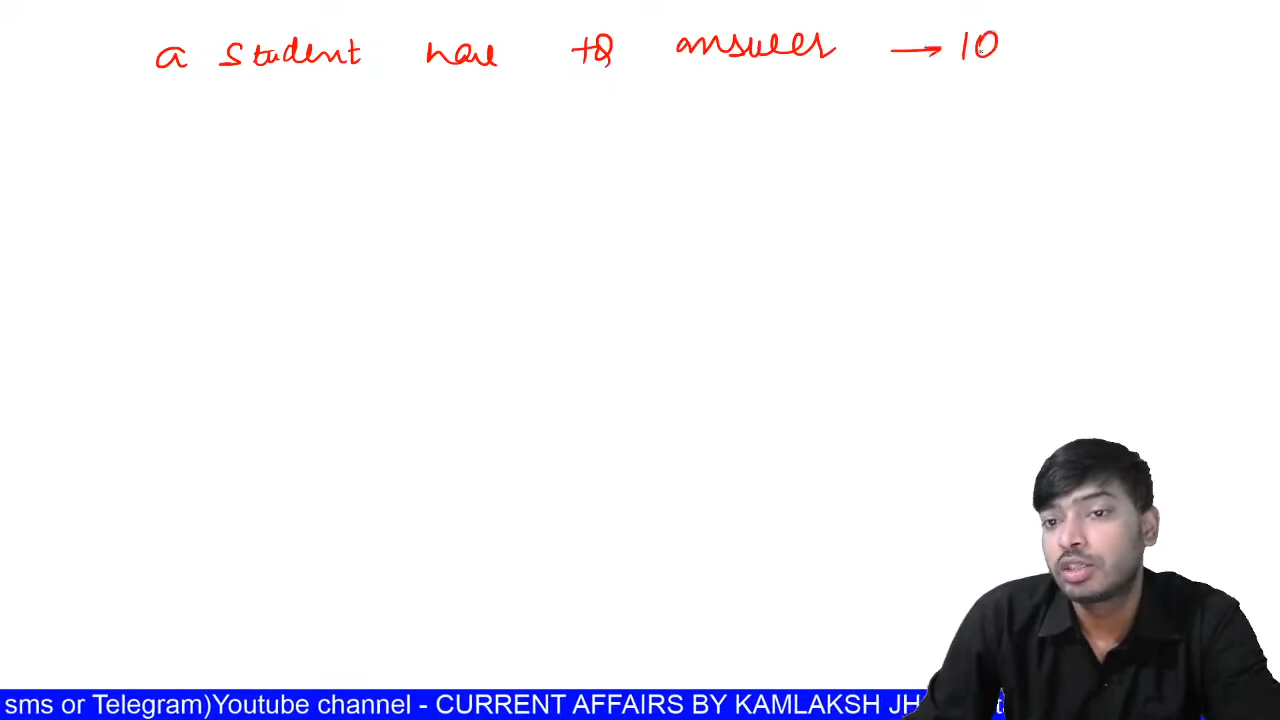 a student have to answer → 10
sms or Telegram)Youtube channel - CURRENT AFFAIRS BY KAMLAKSH JH